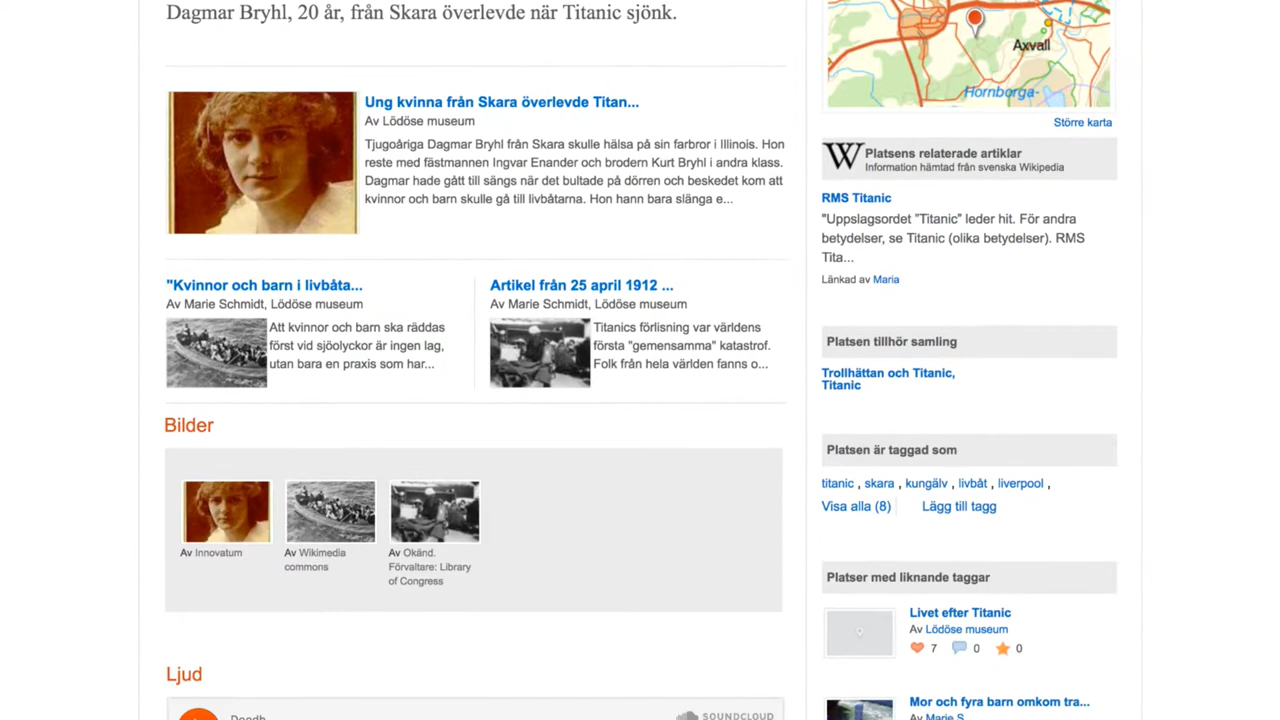 Dagmar Bryhl, 20 år, från Skara överlevde när Titanic sjönk.
Ung kvinna från Skara överlevde Titan...
Av Lödöse museum
Tjugoåriga Dagmar Bryhl från Skara skulle hälsa på sin farbror i Illinois. Hon
reste med fästmannen Ingvar Enander och brodern Kurt Bryhl i andra klass.
Dagmar hade gått till sängs när det bultade på dörren och beskedet kom att
kvinnor och barn skulle gå till livbåtarna. Hon hann bara slänga e...
"Kvinnor och barn i livbåta...
Av Marie Schmidt, Lödöse museum
Att kvinnor och barn ska räddas
först vid sjöolyckor är ingen lag,
utan bara en praxis som har...
Artikel från 25 april 1912 ...
Av Marie Schmidt, Lödöse museum
Titanics förlisning var världens
första "gemensamma" katastrof.
Folk från hela världen fanns o...
Bilder
Av Innovatum
Av Wikimedia
commons
Av Okänd.
Förvaltare: Library
of Congress
Ljud
SOUNDCLOUD
Axvall
Hornborga-
Större karta
W
Platsens relaterade artiklar
Information hämtad från svenska Wikipedia
RMS Titanic
"Uppslagsordet ”Titanic” leder hit. För andra
betydelser, se Titanic (olika betydelser). RMS
Tita...
Länkad av Maria
Platsen tillhör samling
Trollhättan och Titanic,
Titanic
Platsen är taggad som
titanic , skara , kungälv , livbåt , liverpool ,
Visa alla (8) Lägg till tagg
Platser med liknande taggar
Livet efter Titanic
Av Lödöse museum
7 0 0
Mor och fyra barn omkom tra...
Av Marie S